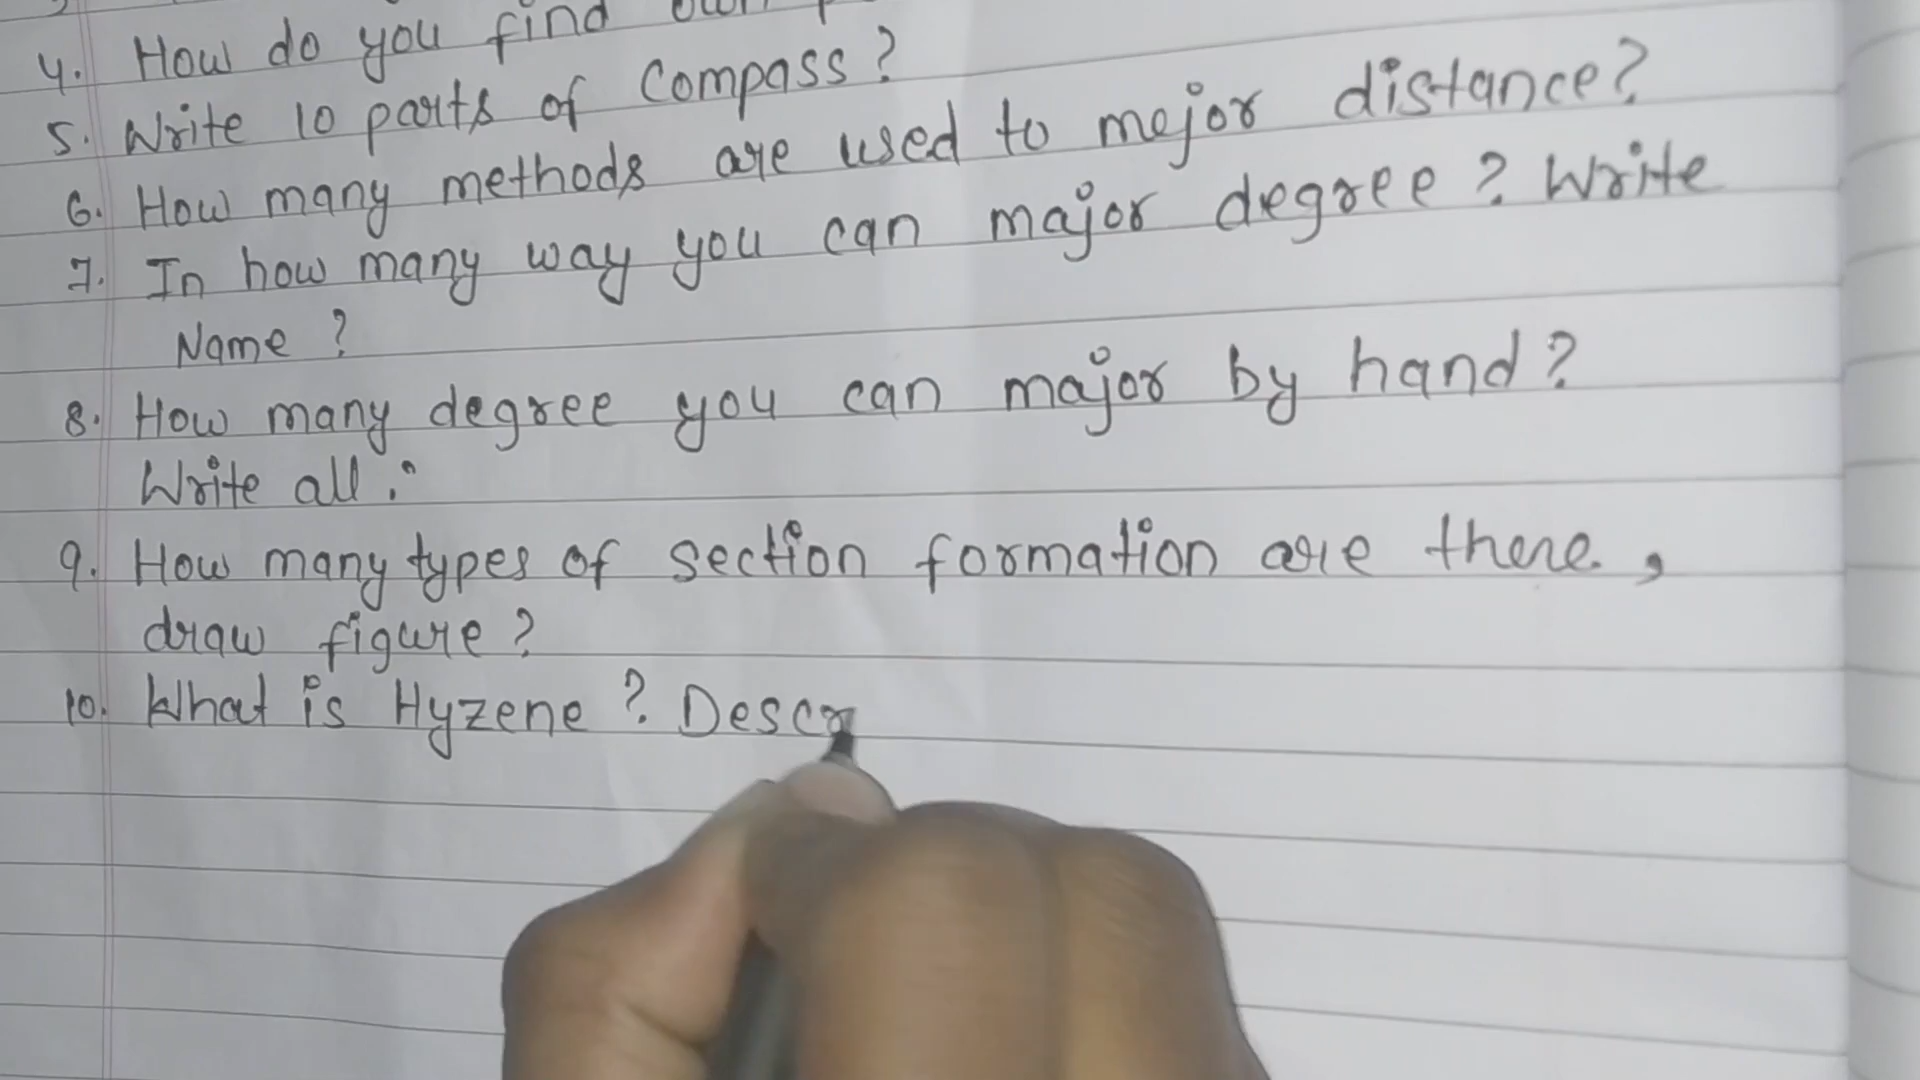 4. How do you find own
5. Write 10 parts of Compass?
6. How many methods are used to mejor distance?
7. In how many way you can major degree? Write
Name?
8. How many degree you can major by hand?
Write all.:
9. How many types of section formation are there,
draw figure?
10. What is Hyzene? Descr